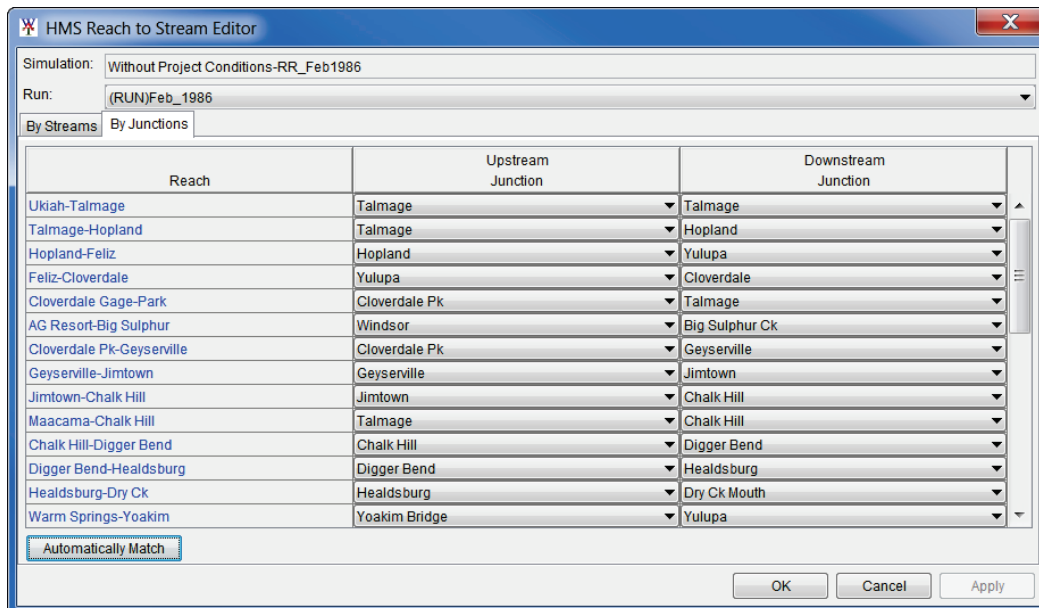 HMS Reach to Stream Editor
Simulation: Without Project Conditions-RR_Feb1986
Run: (RUN)Feb_1986
By Streams By Junctions
Reach Upstream Junction Downstream Junction
Ukiah-Talmage Talmage Talmage
Talmage-Hopland Talmage Hopland
Hopland-Feliz Hopland Yulupa
Feliz-Cloverdale Yulupa Cloverdale
Cloverdale Gage-Park Cloverdale Pk Talmage
AG Resort-Big Sulphur Windsor Big Sulphur Ck
Cloverdale Pk-Geyserville Cloverdale Pk Geyserville
Geyserville-Jimtown Geyserville Jimtown
Jimtown-Chalk Hill Jimtown Chalk Hill
Maacama-Chalk Hill Talmage Chalk Hill
Chalk Hill-Digger Bend Chalk Hill Digger Bend
Digger Bend-Healdsburg Digger Bend Healdsburg
Healdsburg-Dry Ck Healdsburg Dry Ck Mouth
Warm Springs-Yoakim Yoakim Bridge Yulupa
Automatically Match
OK Cancel Apply